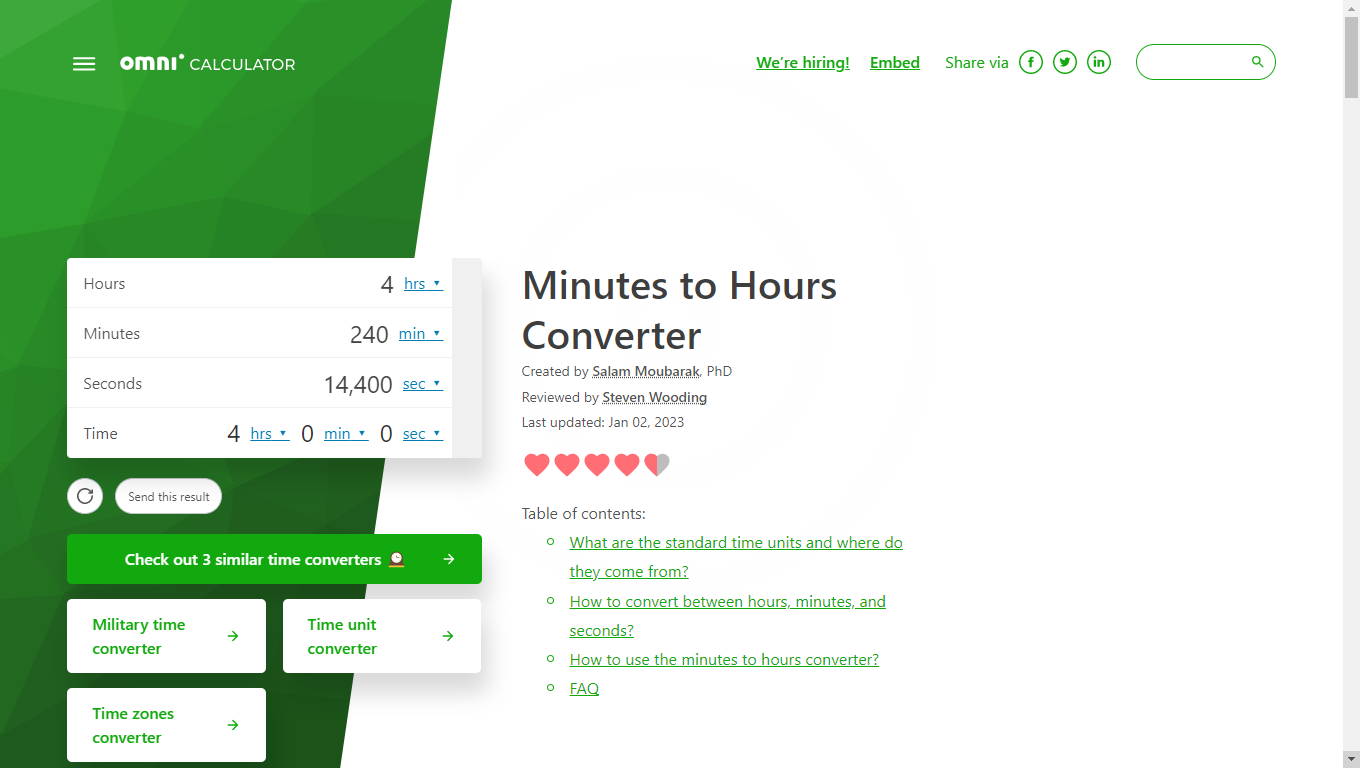 omni CALCULATOR
We're hiring! Embed Share via
Hours 4 hrs
Minutes 240 min
Seconds 14,400 sec
Time 4 hrs 0 min 0 sec
Send this result
Check out 3 similar time converters
Military time
converter
Time unit
converter
Time zones
converter
Minutes to Hours
Converter
Created by Salam Moubarak, PhD
Reviewed by Steven Wooding
Last updated: Jan 02, 2023
Table of contents:
What are the standard time units and where do
they come from?
How to convert between hours, minutes, and
seconds?
How to use the minutes to hours converter?
FAQ